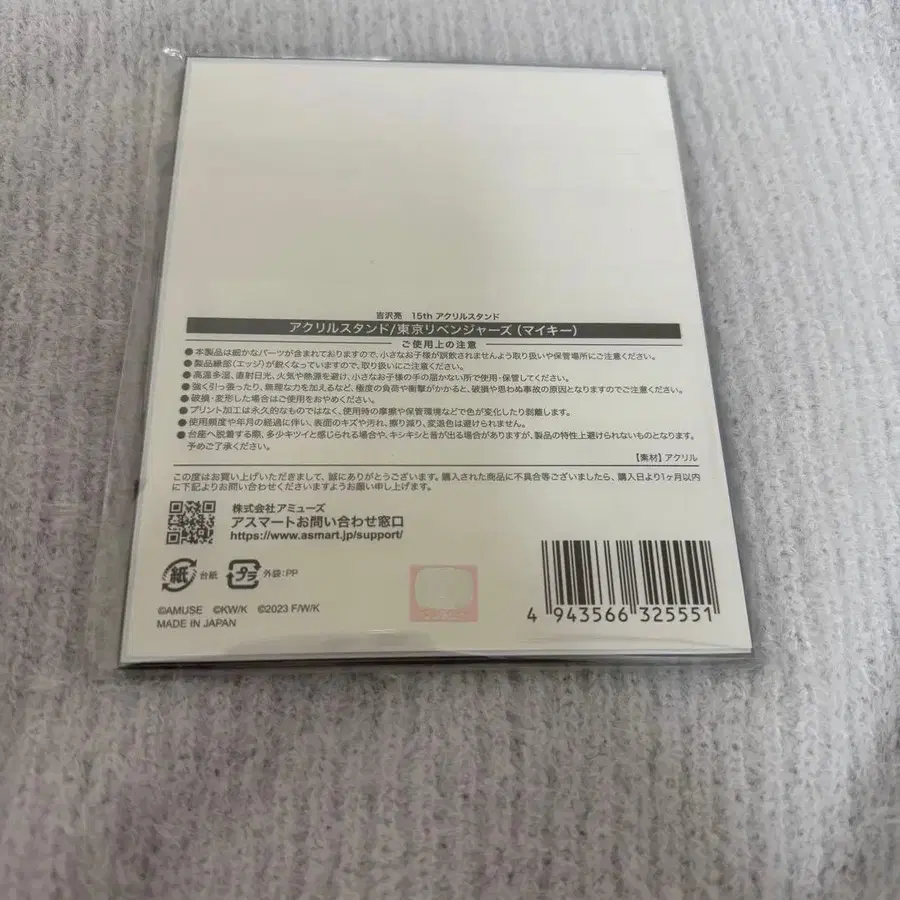 吉沢亮 15th アクリルスタンド
アクリルスタンド/東京リベンジャーズ（マイキー）
ご使用上の注意
●本製品は細かなパーツが含まれておりますので、小さなお子様が誤飲されませんよう取り扱いや保管場所にご注意ください。
●製品縁部（エッジ）が鋭くなっていますので、取り扱いにご注意ください。
●高温多湿、直射日光、火気や熱源を避け、小さなお子様の手の届かない所で使用・保管してください。
●強く引っ張ったり、無理な力を加えるなど、極度の負荷や衝撃がかかると、破損や思わぬ事故の原因となりますのでご注意ください。
●破損・変形した場合はご使用をおやめください。
●プリント加工は永久的なものではなく、使用時の摩擦や保管環境などで色が変化したり剥離します。
●使用頻度や年月の経過に伴い、表面のキズや汚れ、擦り減り、変退色は避けられません。
●台座へ脱着する際、多少キツイと感じられる場合や、キシキシと音が出る場合がありますが、製品の特性上避けられないものとなります。
予めご了承ください。
【素材】アクリル
この度はお買い上げいただきまして、誠にありがとうございます。購入された商品に不具合等ございましたら、購入日より1ヶ月以内
に下記よりお問い合わせくださいますようお願い申し上げます。
株式会社アミューズ
アスマートお問い合わせ窓口
https://www.asmart.jp/support/
紙 台紙 プラ 外袋:PP
©AMUSE ©KW/K ©2023 F/W/K
MADE IN JAPAN
4 943566 325551